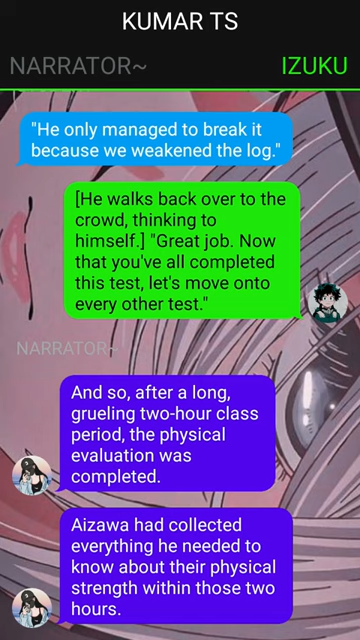 KUMAR TS
NARRATOR~
IZUKU
"He only managed to break it
because we weakened the log."
[He walks back over to the
crowd, thinking to
himself.] "Great job. Now
that you've all completed
this test, let's move onto
every other test."
NARRATOR~
And so, after a long,
grueling two-hour class
period, the physical
evaluation was
completed.
Aizawa had collected
everything he needed to
know about their physical
strength within those two
hours.